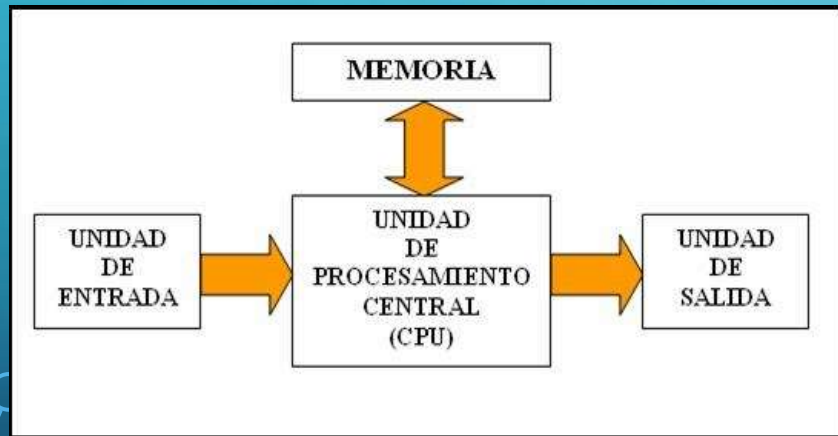 MEMORIA
UNIDAD
DE
ENTRADA
UNIDAD
DE
PROCESAMIENTO
CENTRAL
(CPU)
UNIDAD
DE
SALIDA